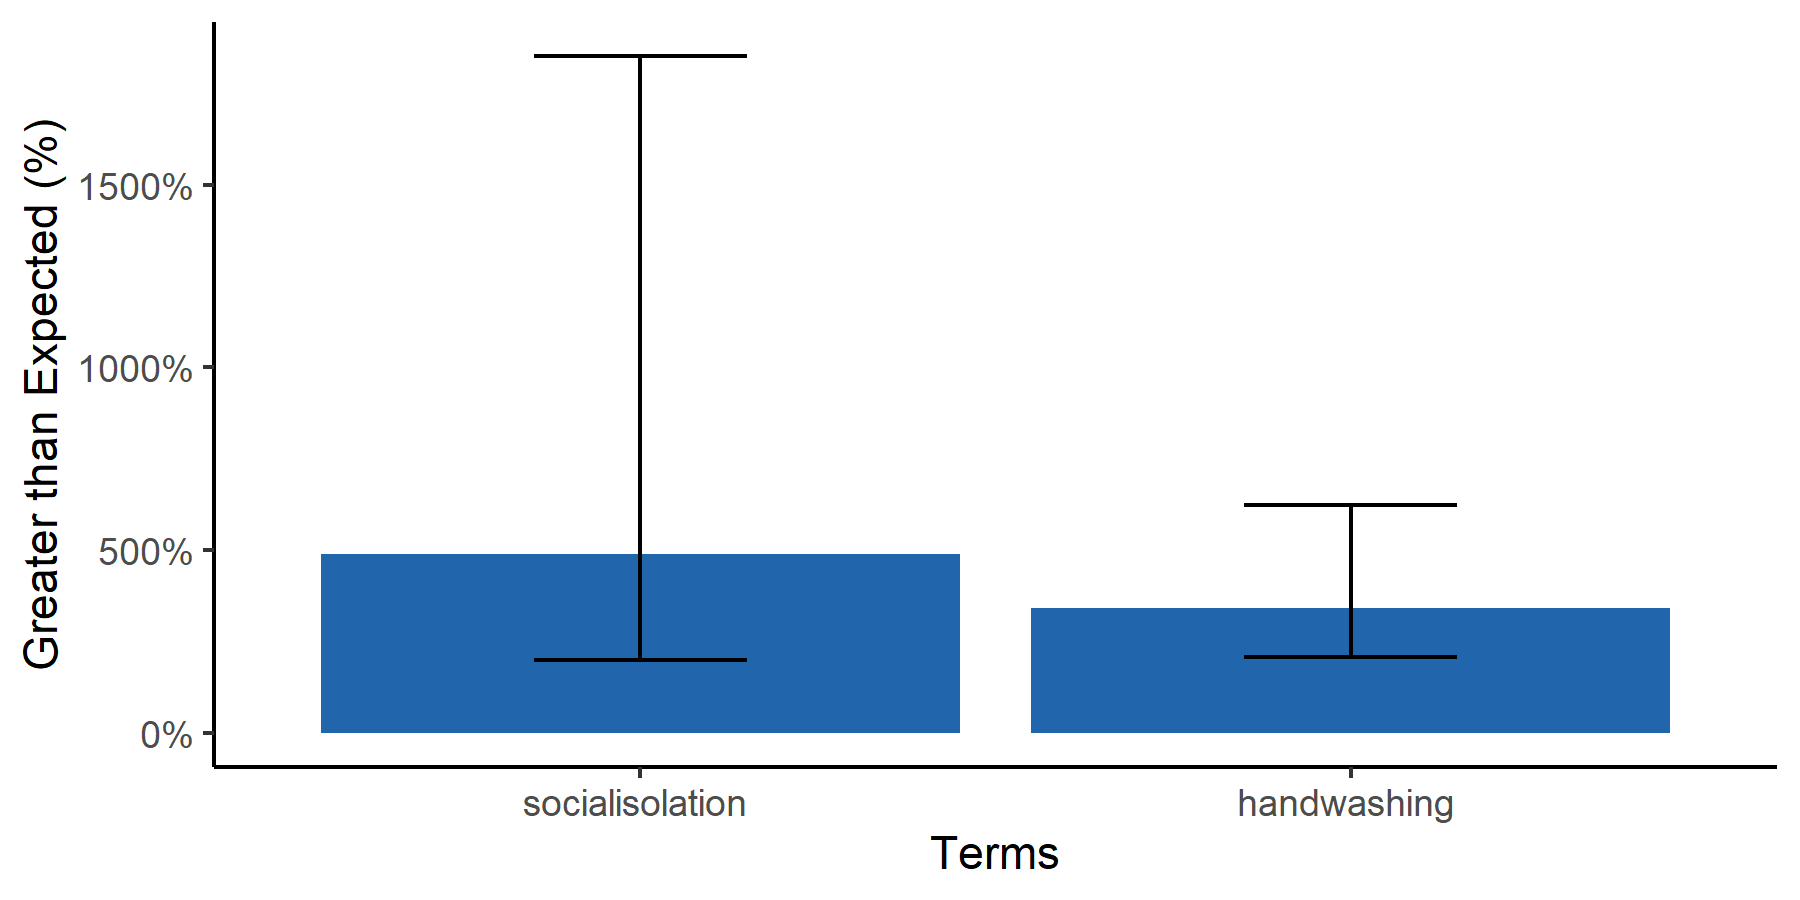 Greater than Expected (%)
1500%
1000%
500%
0%
socialisolation
handwashing
Terms